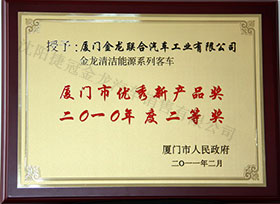 授予：厦门金龙联合汽车工业有限公司
金龙清洁能源系列客车
厦门市优秀新产品奖
二〇一〇年度二等奖
厦门市人民政府
二〇一一年二月